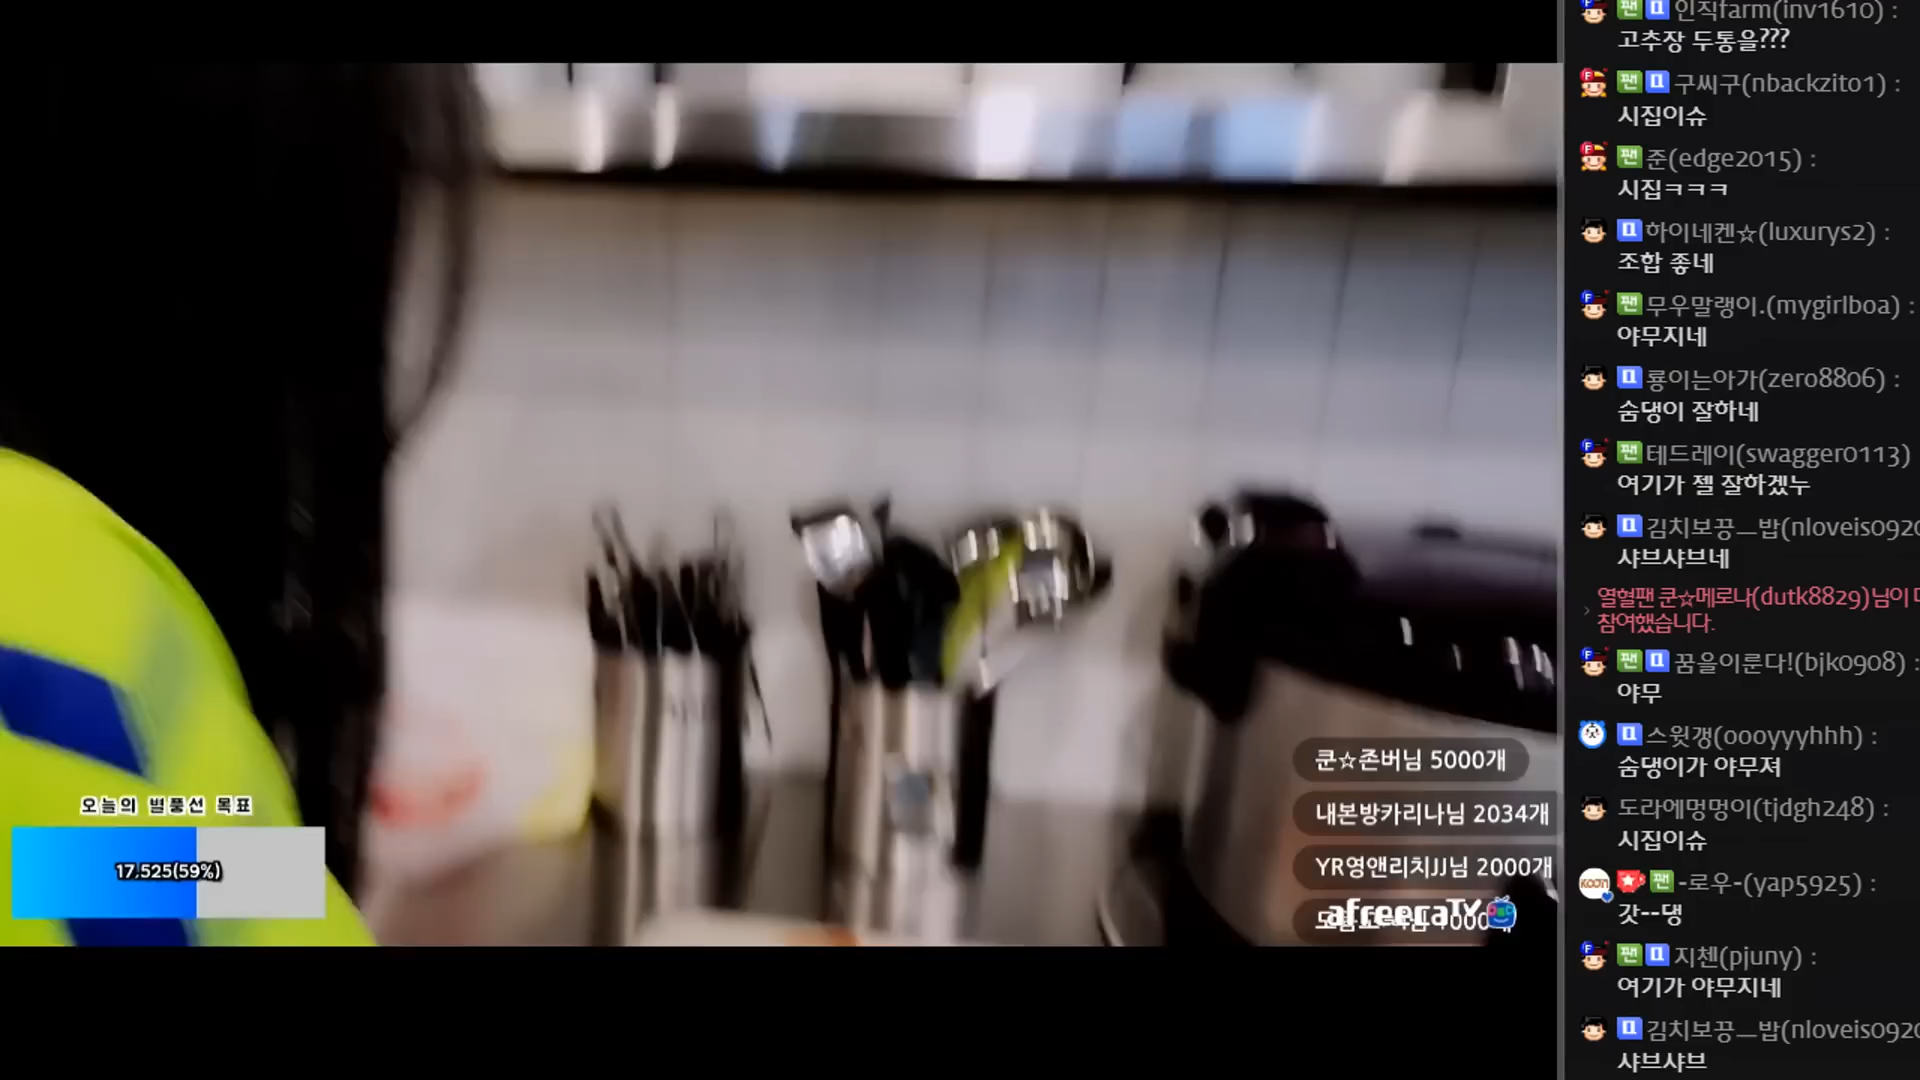 오늘의 별풍선 목표
17,525(59%)
쿤☆존버님 5000개
내본방카리나님 2034개
YR영앤리치JJ님 2000개
afreecaTV
인직farm(inv1610) :
고추장 두통을???
구씨구(nbackzito1) :
시집이슈
준(edge2015) :
시집ㅋㅋㅋ
하이네켄☆(luxurys2) :
조합 좋네
무우말랭이.(mygirlboa) :
야무지네
룡이는아가(zero8806) :
숨댕이 잘하네
테드레이(swagger0113)
여기가 젤 잘하겠누
김치보끙ㅡ밥(nloveis092
샤브샤브네
열혈팬 쿤☆메로나(dutk8829)님이
참여했습니다.
꿈을이룬다!(bjk0908) :
야무
스윗갱(oooyyyhhh) :
숨댕이가 야무져
도라에멍멍이(tjdgh248) :
시집이슈
-로우-(yap5925) :
갓--댕
지첸(pjuny) :
여기가 야무지네
김치보끙ㅡ밥(nloveis092
샤브샤브